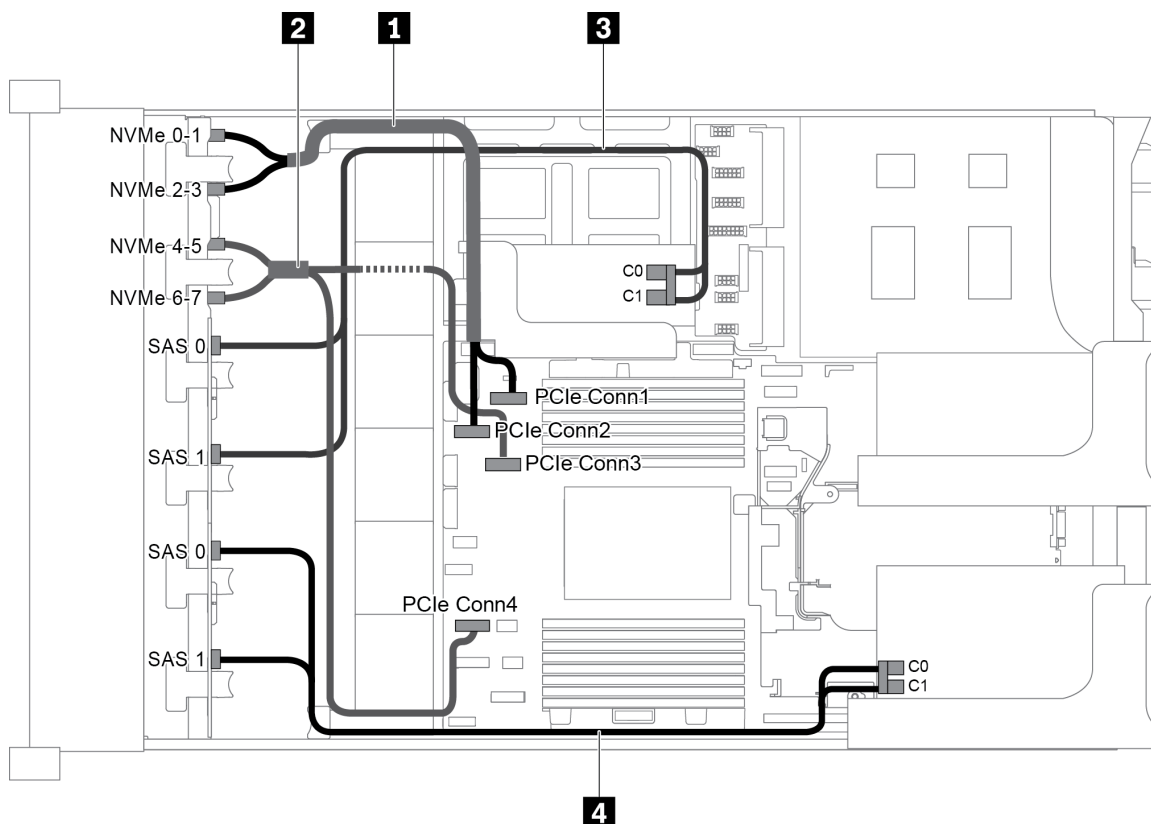 2
1
3
NVMe 0-1
NVMe 2-3
NVMe 4-5
NVMe 6-7
C0
C1
SAS 0
PCIe Conn1
PCIe Conn2
SAS 1
PCIe Conn3
SAS 0
PCIe Conn4
SAS 1
C0
C1
4